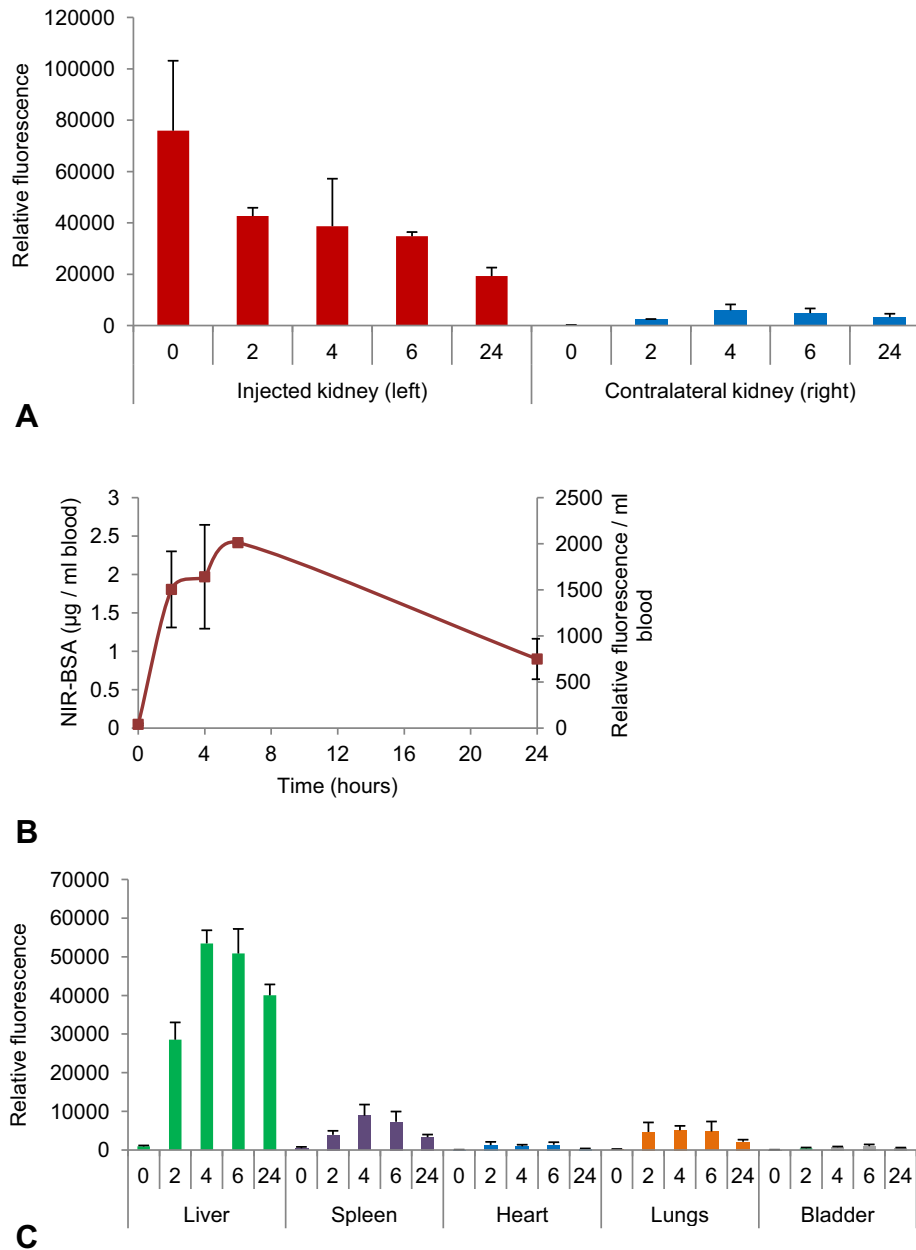 120000
100000
80000
60000
40000
20000
0
Relative fluorescence
0 2 4 6 24 0 2 4 6 24
Injected kidney (left) Contralateral kidney (right)
A
3
2.5
2
1.5
1
0.5
0
NIR-BSA (µg / ml blood)
2500
2000
1500
1000
500
0
Relative fluorescence / ml
blood
0 4 8 12 16 20 24
Time (hours)
B
70000
60000
50000
40000
30000
20000
10000
0
Relative fluorescence
0 2 4 6 24 0 2 4 6 24 0 2 4 6 24 0 2 4 6 24 0 2 4 6 24
Liver Spleen Heart Lungs Bladder
C